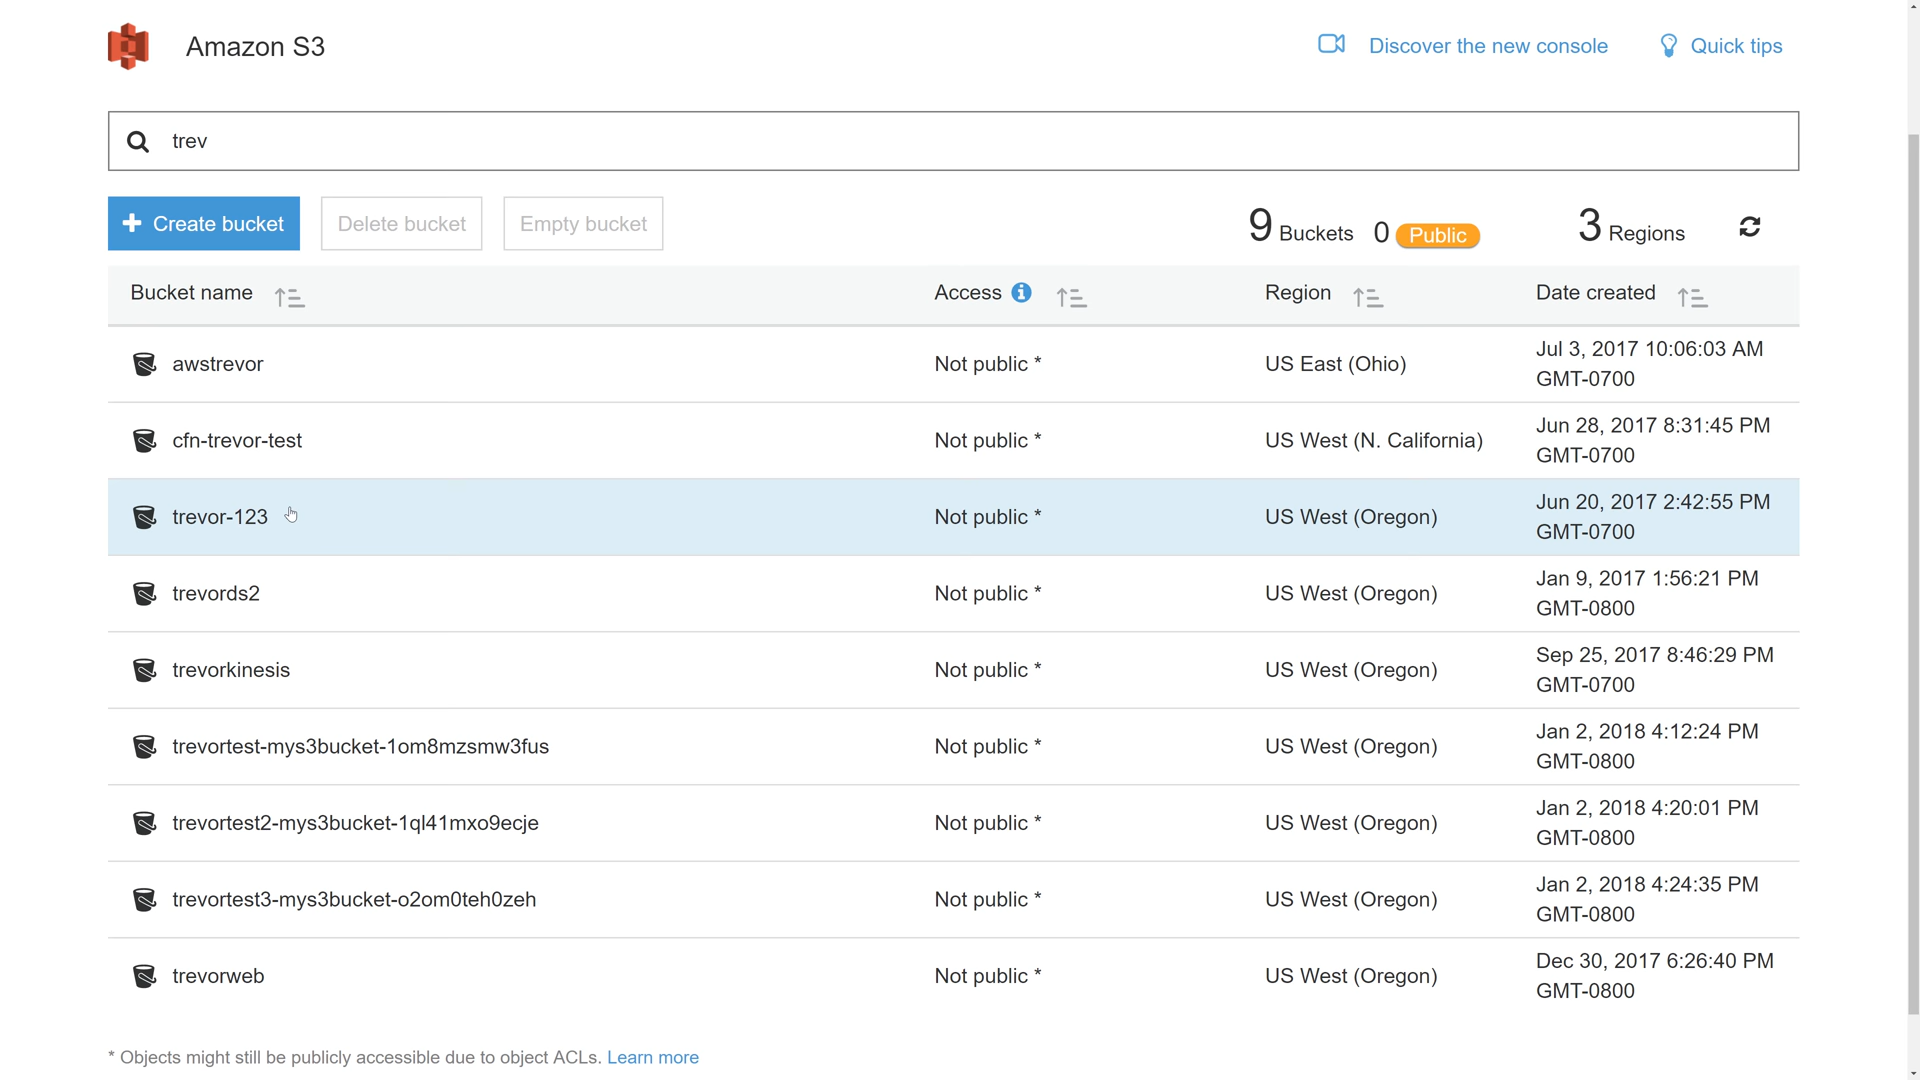 Amazon S3
Discover the new console
Quick tips
trev
Create bucket
Delete bucket
Empty bucket
9 Buckets 0 Public 3 Regions
Bucket name Access Region Date created
awstrevor Not public * US East (Ohio) Jul 3, 2017 10:06:03 AM
GMT-0700
cfn-trevor-test Not public * US West (N. California) Jun 28, 2017 8:31:45 PM
GMT-0700
trevor-123 Not public * US West (Oregon) Jun 20, 2017 2:42:55 PM
GMT-0700
trevords2 Not public * US West (Oregon) Jan 9, 2017 1:56:21 PM
GMT-0800
trevorkinesis Not public * US West (Oregon) Sep 25, 2017 8:46:29 PM
GMT-0700
trevortest-mys3bucket-1om8mzsmw3fus Not public * US West (Oregon) Jan 2, 2018 4:12:24 PM
GMT-0800
trevortest2-mys3bucket-1ql41mxo9ecje Not public * US West (Oregon) Jan 2, 2018 4:20:01 PM
GMT-0800
trevortest3-mys3bucket-o2om0teh0zeh Not public * US West (Oregon) Jan 2, 2018 4:24:35 PM
GMT-0800
trevorweb Not public * US West (Oregon) Dec 30, 2017 6:26:40 PM
GMT-0800
* Objects might still be publicly accessible due to object ACLs. Learn more